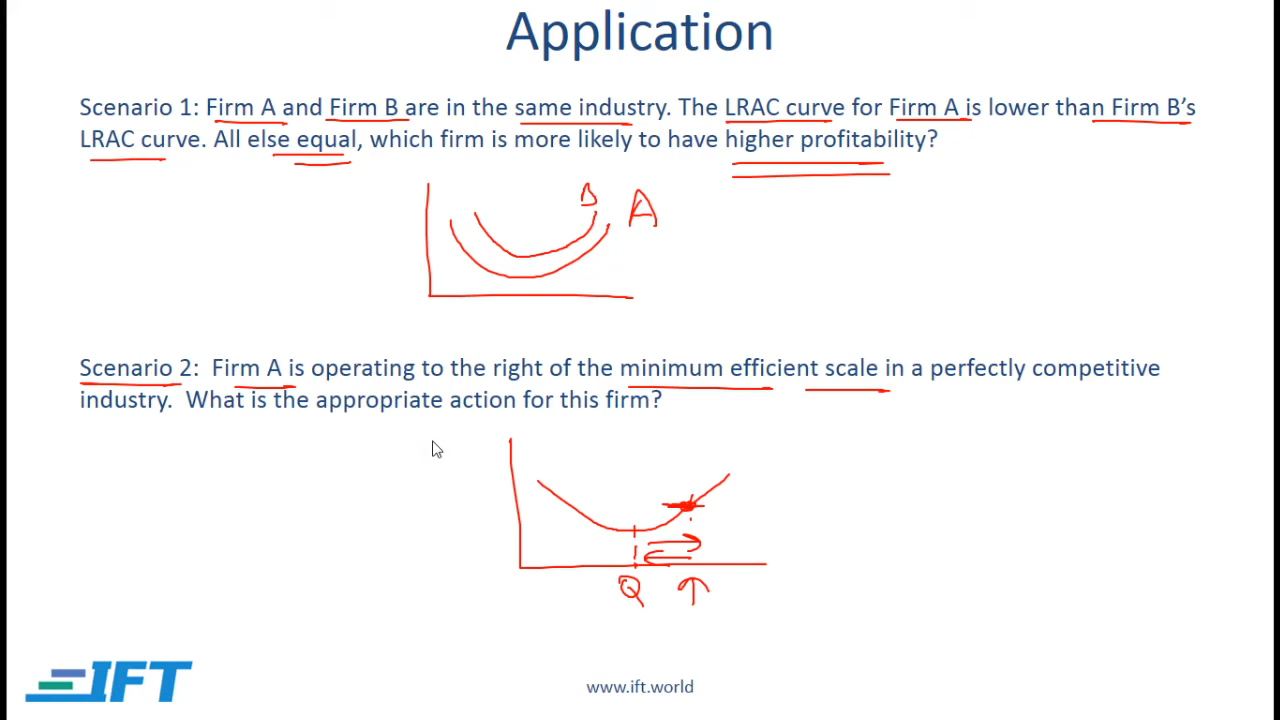 Application
Scenario 1: Firm A and Firm B are in the same industry. The LRAC curve for Firm A is lower than Firm B’s
LRAC curve. All else equal, which firm is more likely to have higher profitability?
B A
Scenario 2: Firm A is operating to the right of the minimum efficient scale in a perfectly competitive
industry. What is the appropriate action for this firm?
Q
IFT
www.ift.world